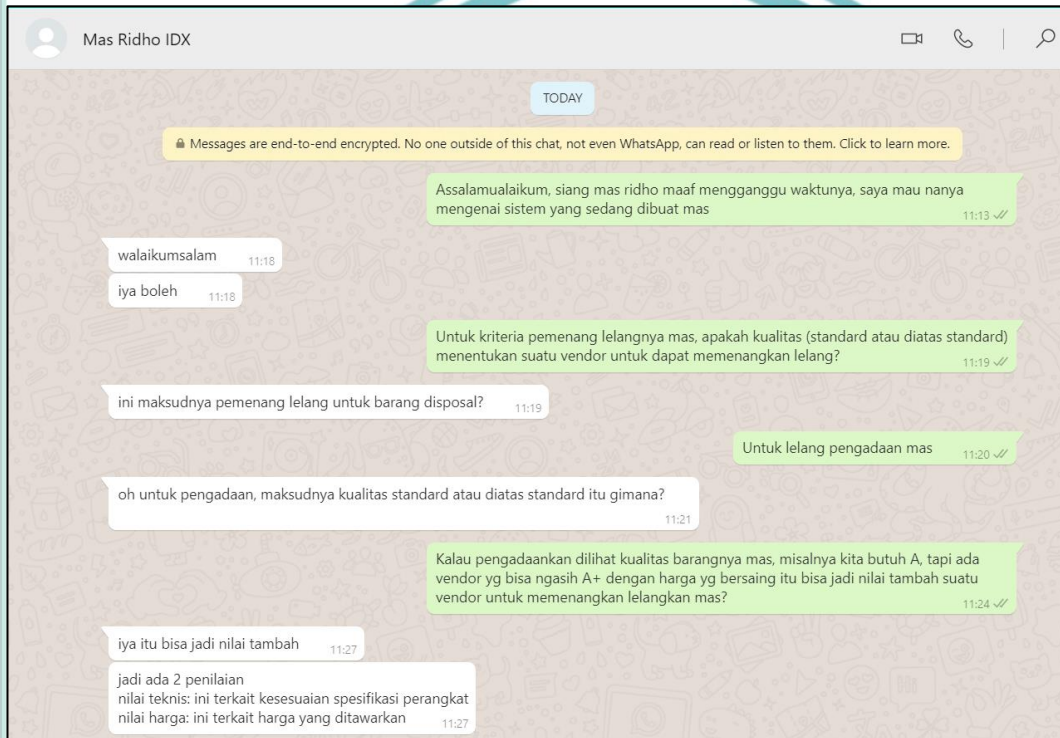 Mas Ridho IDX
TODAY
Messages are end-to-end encrypted. No one outside of this chat, not even WhatsApp, can read or listen to them. Click to learn more.
Assalamualaikum, siang mas ridho maaf mengganggu waktunya, saya mau nanya
mengenai sistem yang sedang dibuat mas
11:13
walaikumsalam 11:18
iya boleh 11:18
Untuk kriteria pemenang lelangnya mas, apakah kualitas (standard atau diatas standard)
menentukan suatu vendor untuk dapat memenangkan lelang?
11:19
ini maksudnya pemenang lelang untuk barang disposal? 11:19
Untuk lelang pengadaan mas 11:20
oh untuk pengadaan, maksudnya kualitas standard atau diatas standard itu gimana?
11:21
Kalau pengadaankan dilihat kualitas barangnya mas, misalnya kita butuh A, tapi ada
vendor yg bisa ngasih A+ dengan harga yg bersaing itu bisa jadi nilai tambah suatu
vendor untuk memenangkan lelangkan mas?
11:24
iya itu bisa jadi nilai tambah 11:27
jadi ada 2 penilaian
nilai teknis: ini terkait kesesuaian spesifikasi perangkat
nilai harga: ini terkait harga yang ditawarkan 11:27